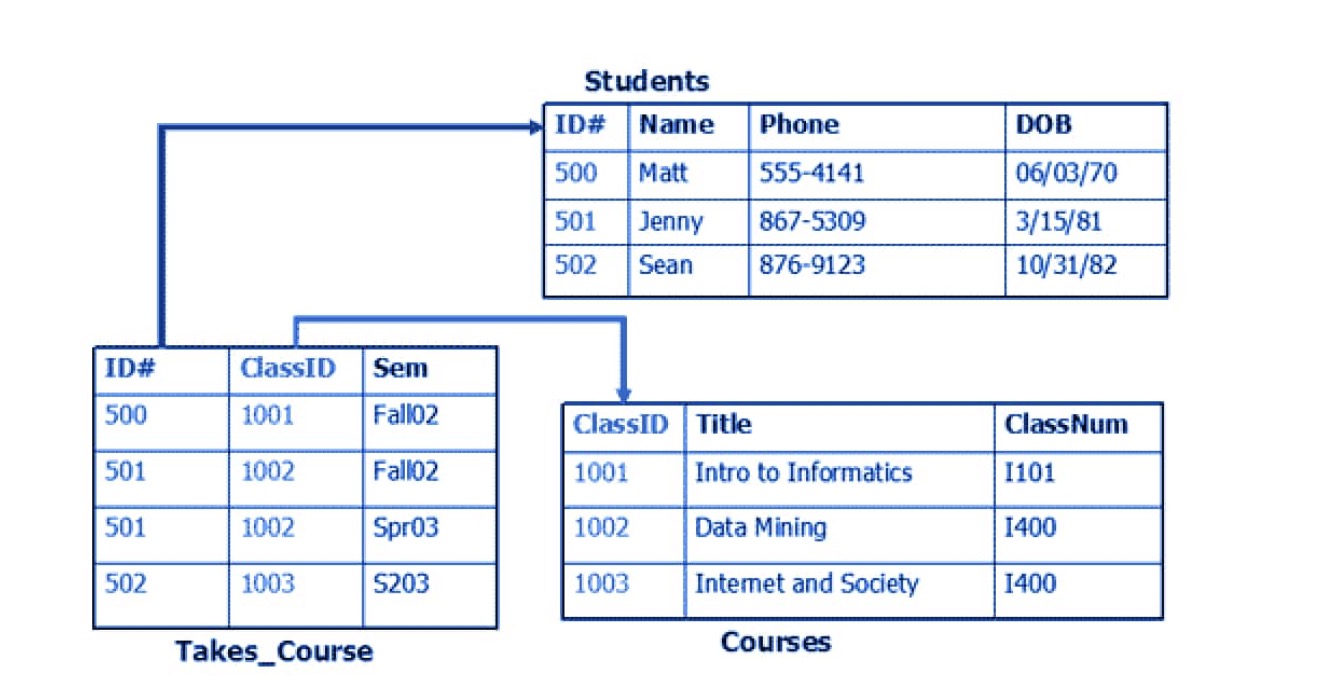 Students
ID# Name Phone DOB
500 Matt 555-4141 06/03/70
501 Jenny 867-5309 3/15/81
502 Sean 876-9123 10/31/82
ID# ClassID Sem
500 1001 Fall02
501 1002 Fall02
501 1002 Spr03
502 1003 S203
Takes_Course
ClassID Title ClassNum
1001 Intro to Informatics I101
1002 Data Mining I400
1003 Internet and Society I400
Courses